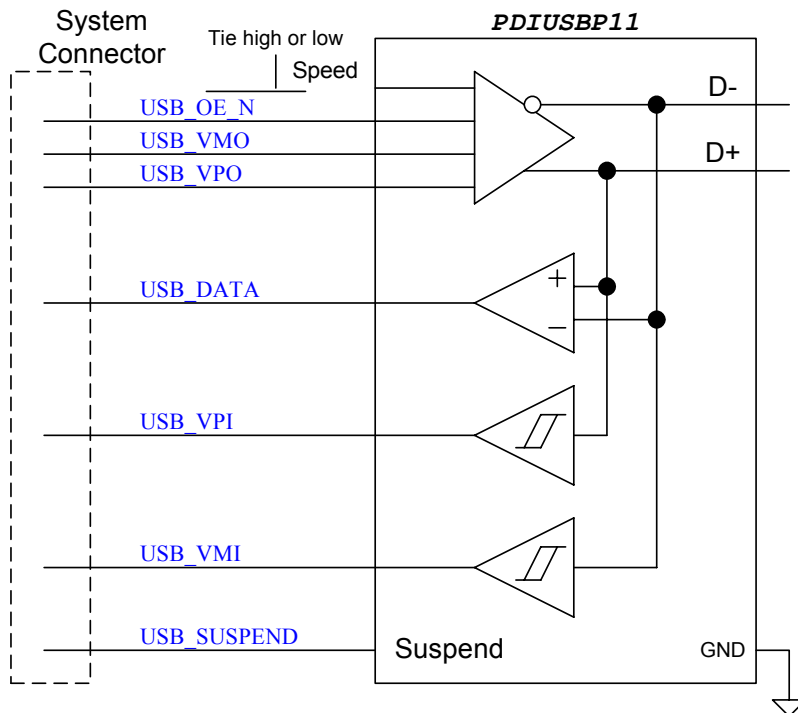 System
Connector
Tie high or low
Speed
PDIUSBP11
USB_OE_N
USB_VMO
USB_VPO
D-
D+
USB_DATA
+
−
USB_VPI
USB_VMI
USB_SUSPEND
Suspend
GND